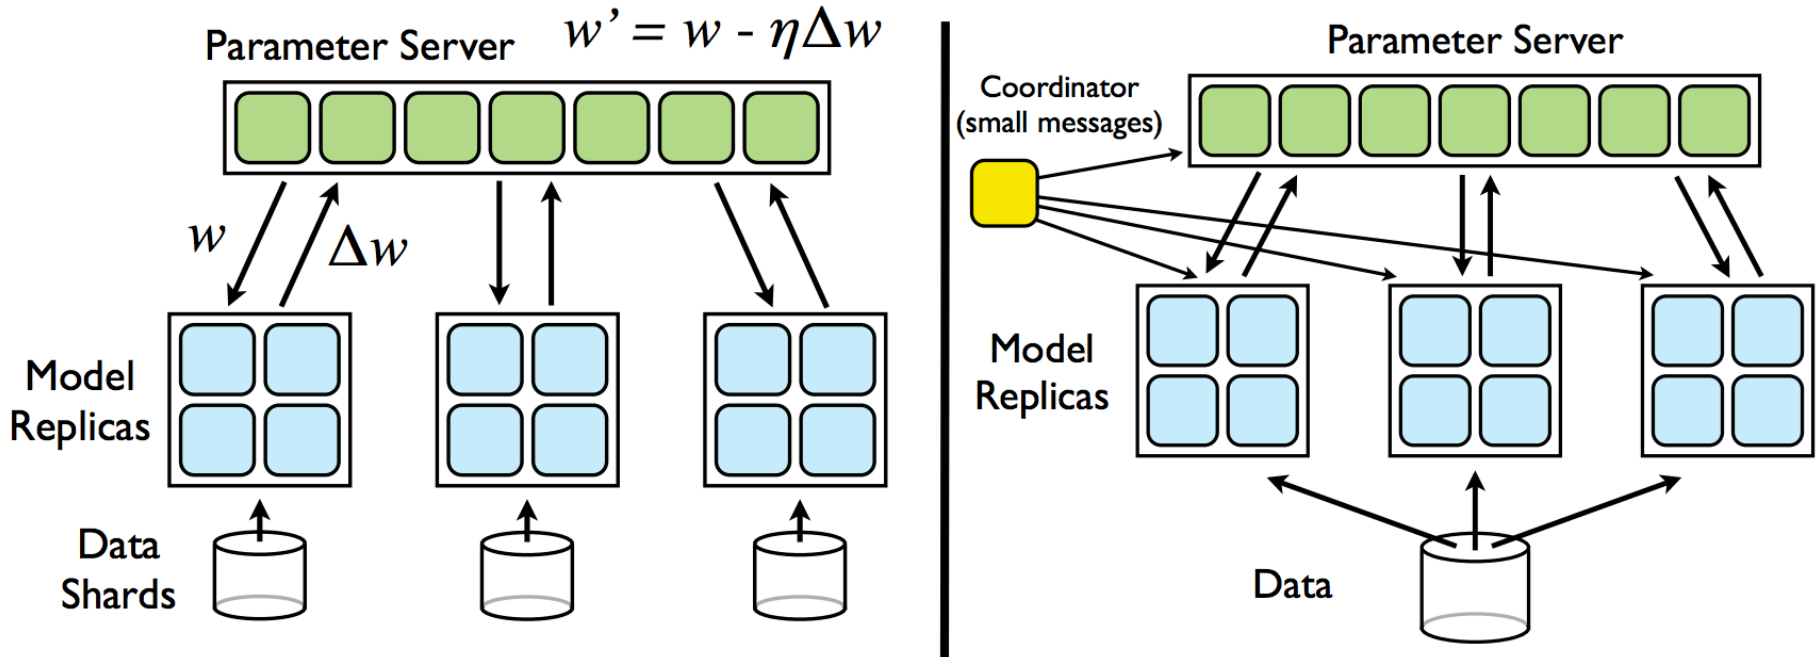 Parameter Server
w’ = w - ηΔw
w
Δw
Model
Replicas
Data
Shards
Parameter Server
Coordinator
(small messages)
Model
Replicas
Data